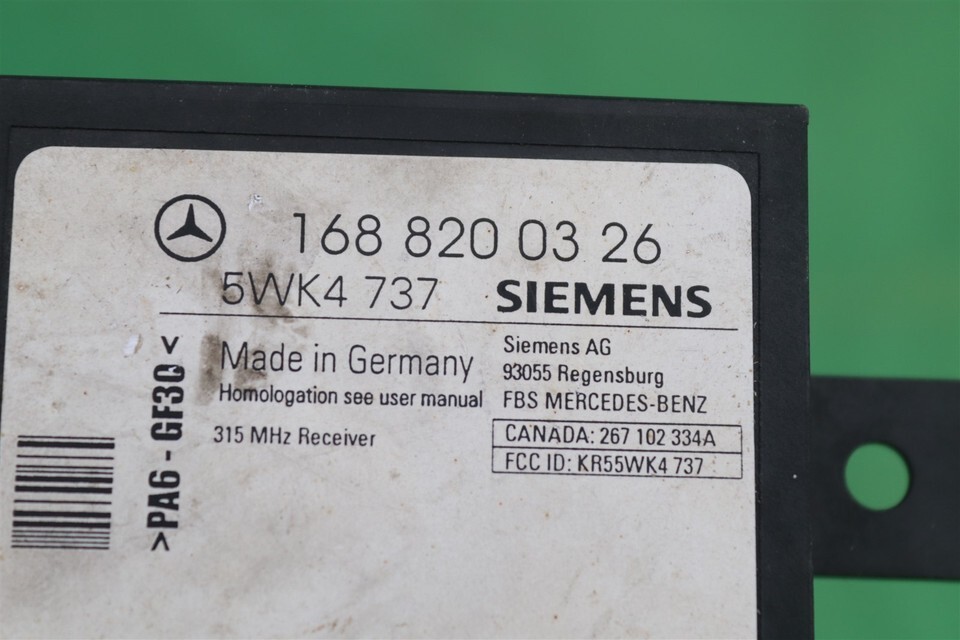 168 820 03 26
5WK4 737
SIEMENS
>PA6-GF30<
Made in Germany
Homologation see user manual
315 MHz Receiver
Siemens AG
93055 Regensburg
FBS MERCEDES-BENZ
CANADA: 267 102 334A
FCC ID: KR55WK4 737